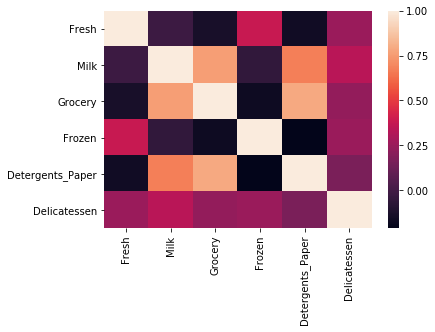 Fresh
Milk
Grocery
Frozen
Detergents_Paper
Delicatessen
Fresh
Milk
Grocery
Frozen
Detergents_Paper
Delicatessen
1.00
0.75
0.50
0.25
0.00